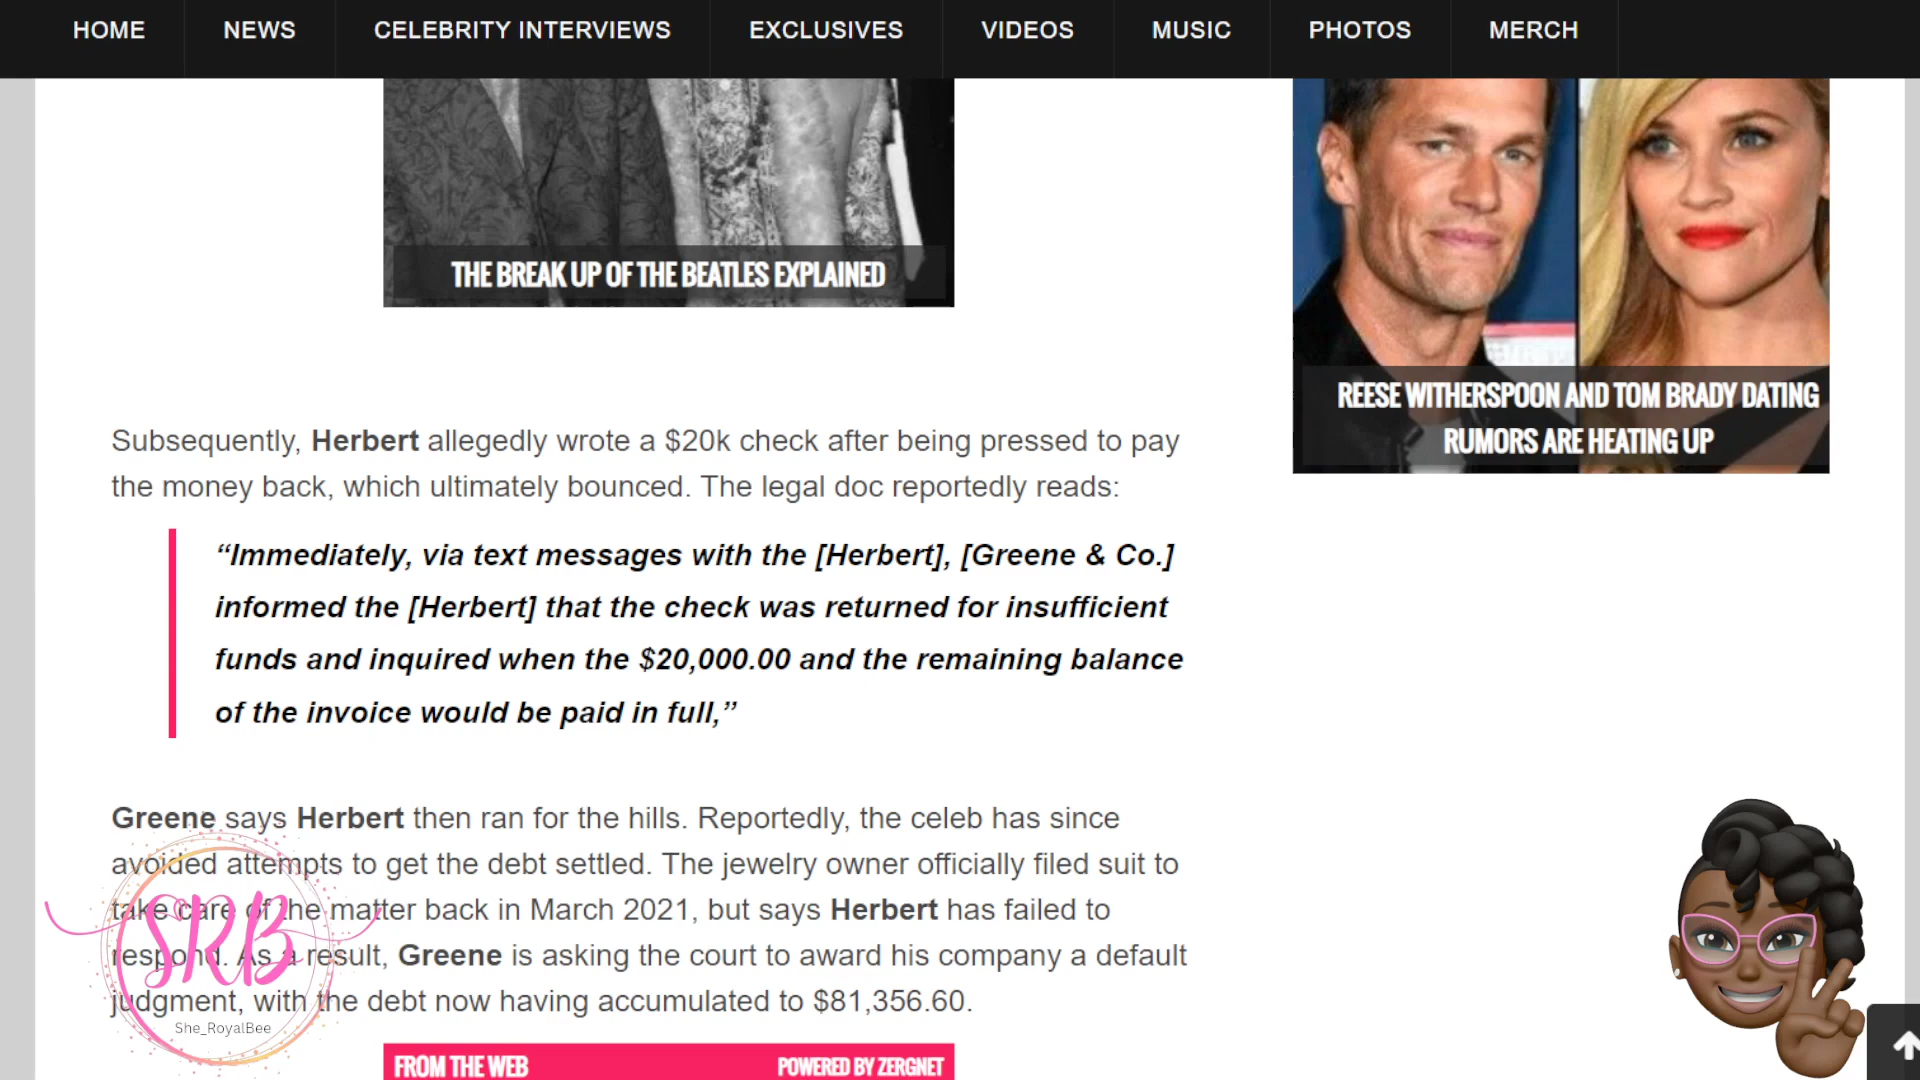 HOME NEWS CELEBRITY INTERVIEWS EXCLUSIVES VIDEOS MUSIC PHOTOS MERCH
THE BREAK UP OF THE BEATLES EXPLAINED
REESE WITHERSPOON AND TOM BRADY DATING
RUMORS ARE HEATING UP
Subsequently, Herbert allegedly wrote a $20k check after being pressed to pay
the money back, which ultimately bounced. The legal doc reportedly reads:
“Immediately, via text messages with the [Herbert], [Greene & Co.]
informed the [Herbert] that the check was returned for insufficient
funds and inquired when the $20,000.00 and the remaining balance
of the invoice would be paid in full,”
Greene says Herbert then ran for the hills. Reportedly, the celeb has since
avoided attempts to get the debt settled. The jewelry owner officially filed suit to
take care of the matter back in March 2021, but says Herbert has failed to
respond. As a result, Greene is asking the court to award his company a default
judgment, with the debt now having accumulated to $81,356.60.
SRB
She_RoyalBee
FROM THE WEB POWERED BY ZERGNET